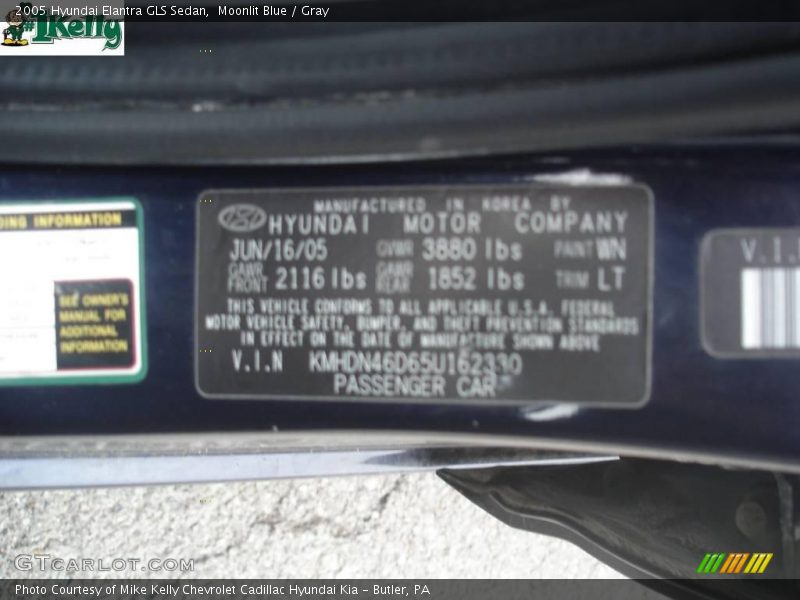 2005 Hyundai Elantra GLS Sedan,  Moonlit Blue / Gray
Kelly
DING INFORMATION
SEE OWNER'S
MANUAL FOR
ADDITIONAL
INFORMATION
MANUFACTURED IN KOREA BY
HYUNDAI MOTOR COMPANY
JUN/16/05 GVWR 3880 lbs PAINT WN
GAWR FRONT 2116 lbs GAWR REAR 1852 lbs TRIM LT
THIS VEHICLE CONFORMS TO ALL APPLICABLE U.S.A. FEDERAL
MOTOR VEHICLE SAFETY, BUMPER, AND THEFT PREVENTION STANDARDS
IN EFFECT ON THE DATE OF MANUFACTURE SHOWN ABOVE
V.I.N KMHDN46D65U162330
PASSENGER CAR
V.I.
GTCARLOT.COM
Photo Courtesy of Mike Kelly Chevrolet Cadillac Hyundai Kia - Butler, PA